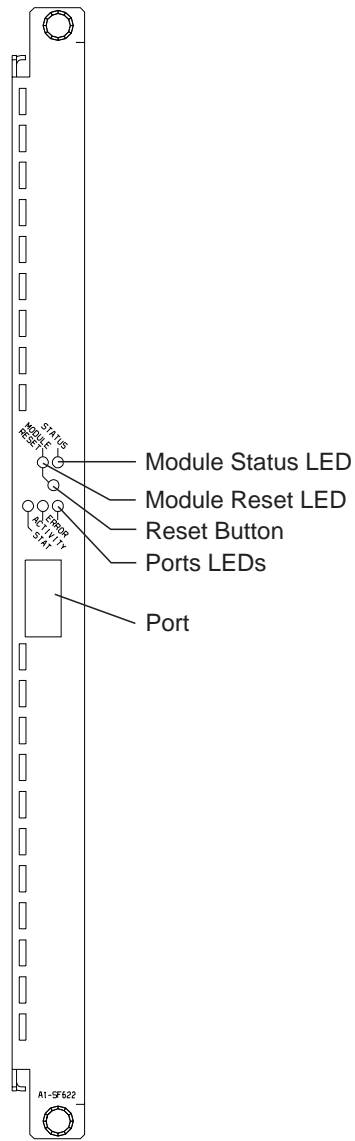 MODULE
RESET
STATUS
Module Status LED
Module Reset LED
Reset Button
Ports LEDs
ERROR
ACTIVITY
STAT
Port
A1-SF622